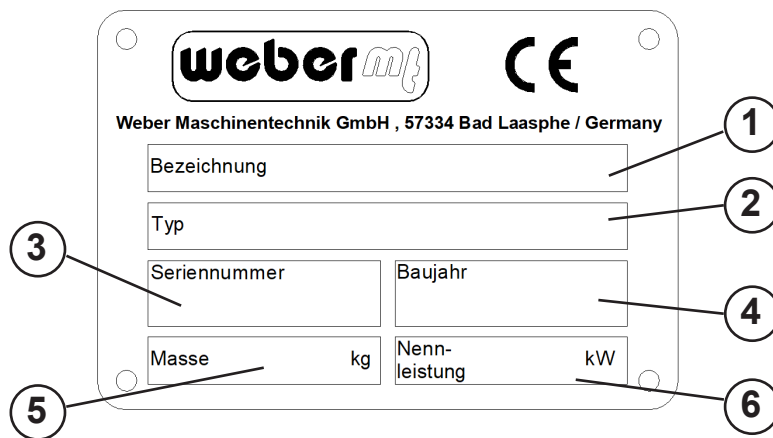 weber mt CE
Weber Maschinentechnik GmbH , 57334 Bad Laasphe / Germany
1
Bezeichnung
2
Typ
3
Seriennummer
Baujahr
4
Masse kg
Nenn-
leistung kW
5
6